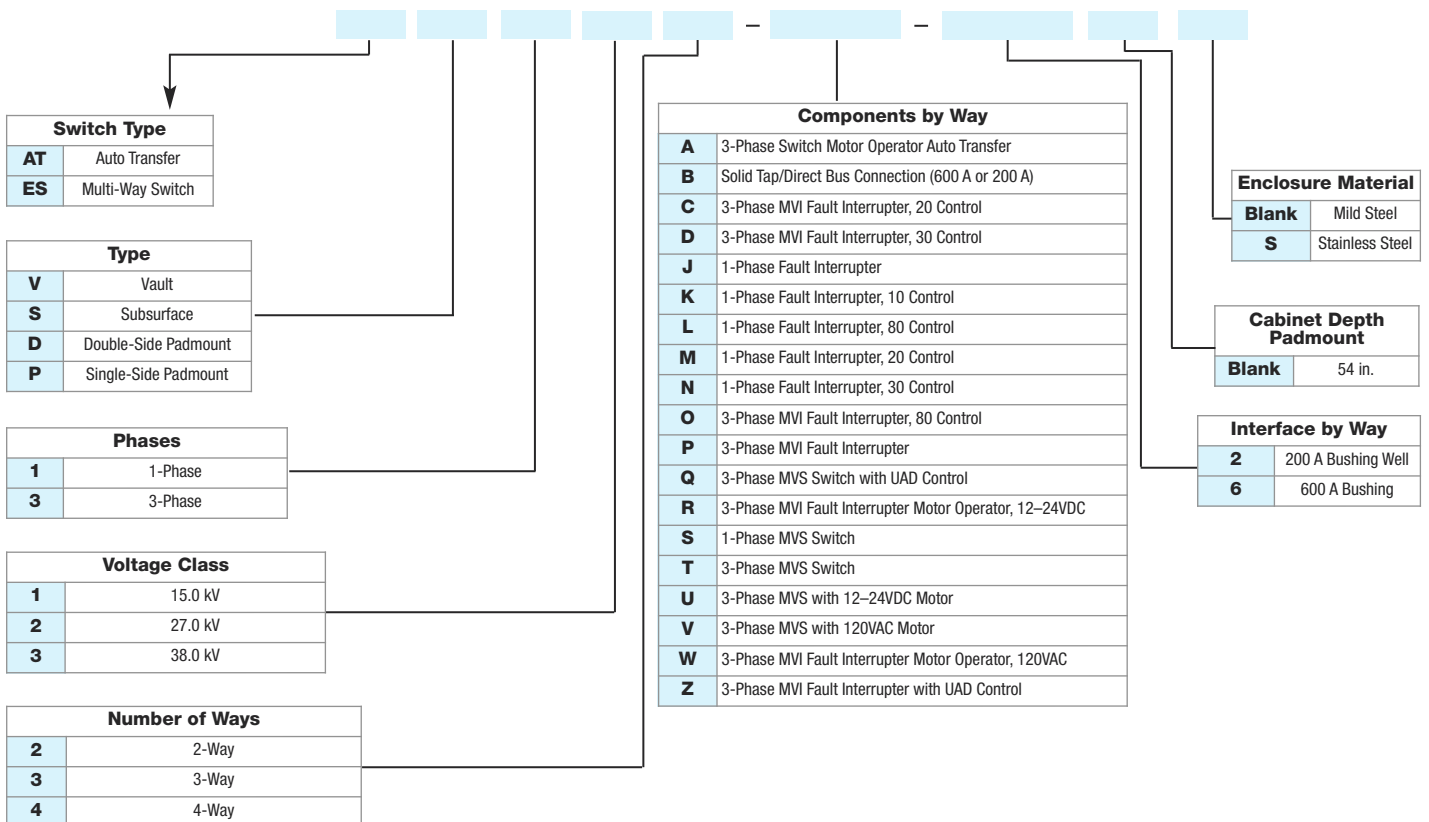 – –
Switch Type
AT Auto Transfer
ES Multi-Way Switch
Type
V Vault
S Subsurface
D Double-Side Padmount
P Single-Side Padmount
Phases
1 1-Phase
3 3-Phase
Voltage Class
1 15.0 kV
2 27.0 kV
3 38.0 kV
Number of Ways
2 2-Way
3 3-Way
4 4-Way
Components by Way
A 3-Phase Switch Motor Operator Auto Transfer
B Solid Tap/Direct Bus Connection (600 A or 200 A)
C 3-Phase MVI Fault Interrupter, 20 Control
D 3-Phase MVI Fault Interrupter, 30 Control
J 1-Phase Fault Interrupter
K 1-Phase Fault Interrupter, 10 Control
L 1-Phase Fault Interrupter, 80 Control
M 1-Phase Fault Interrupter, 20 Control
N 1-Phase Fault Interrupter, 30 Control
O 3-Phase MVI Fault Interrupter, 80 Control
P 3-Phase MVI Fault Interrupter
Q 3-Phase MVS Switch with UAD Control
R 3-Phase MVI Fault Interrupter Motor Operator, 12–24VDC
S 1-Phase MVS Switch
T 3-Phase MVS Switch
U 3-Phase MVS with 12–24VDC Motor
V 3-Phase MVS with 120VAC Motor
W 3-Phase MVI Fault Interrupter Motor Operator, 120VAC
Z 3-Phase MVI Fault Interrupter with UAD Control
Enclosure Material
Blank Mild Steel
S Stainless Steel
Cabinet Depth
Padmount
Blank 54 in.
Interface by Way
2 200 A Bushing Well
6 600 A Bushing